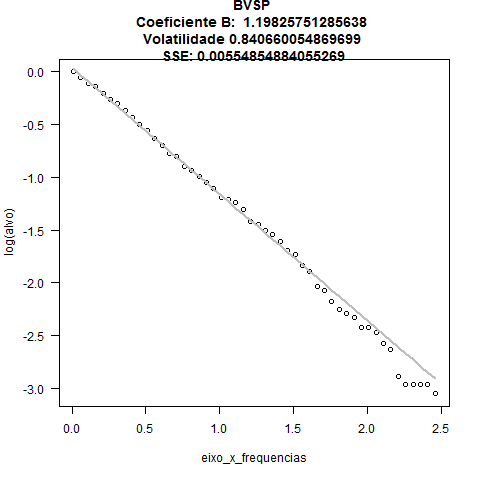 BVSP
Coeficiente B:  1.19825751285638
Volatilidade 0.840660054869699
SSE: 0.00554854884055269
log(alvo)
0.0
-0.5
-1.0
-1.5
-2.0
-2.5
-3.0
0.0 0.5 1.0 1.5 2.0 2.5
eixo_x_frequencias